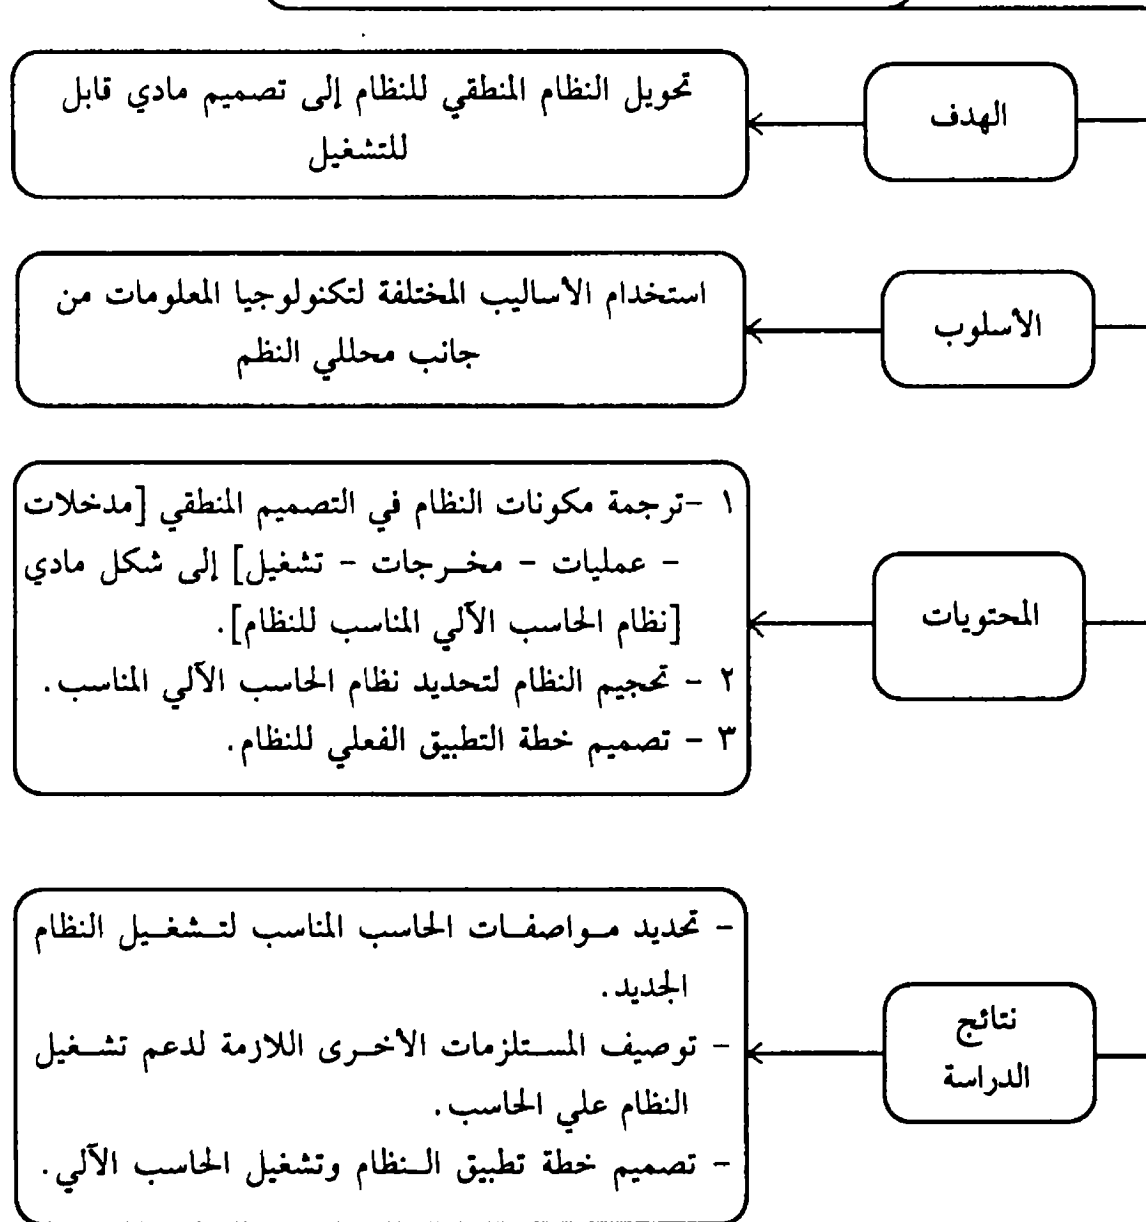 الهدف
تحويل النظام المنطقي للنظام إلى تصميم مادي قابل
للتشغيل
الأسلوب
استخدام الأساليب المختلفة لتكنولوجيا المعلومات من
جانب محللي النظم
المحتويات
١ -ترجمة مكونات النظام في التصميم المنطقي [مدخلات
- عمليات - مخرجات - تشغيل] إلى شكل مادي
[نظام الحاسب الآلي المناسب للنظام].
٢ - تحجيم النظام لتحديد نظام الحاسب الآلي المناسب.
٣ - تصميم خطة التطبيق الفعلي للنظام.
نتائج
الدراسة
- تحديد مواصفات الحاسب المناسب لتشغيل النظام
الجديد.
- توصيف المستلزمات الأخرى اللازمة لدعم تشغيل
النظام علي الحاسب.
- تصميم خطة تطبيق النظام وتشغيل الحاسب الآلي.